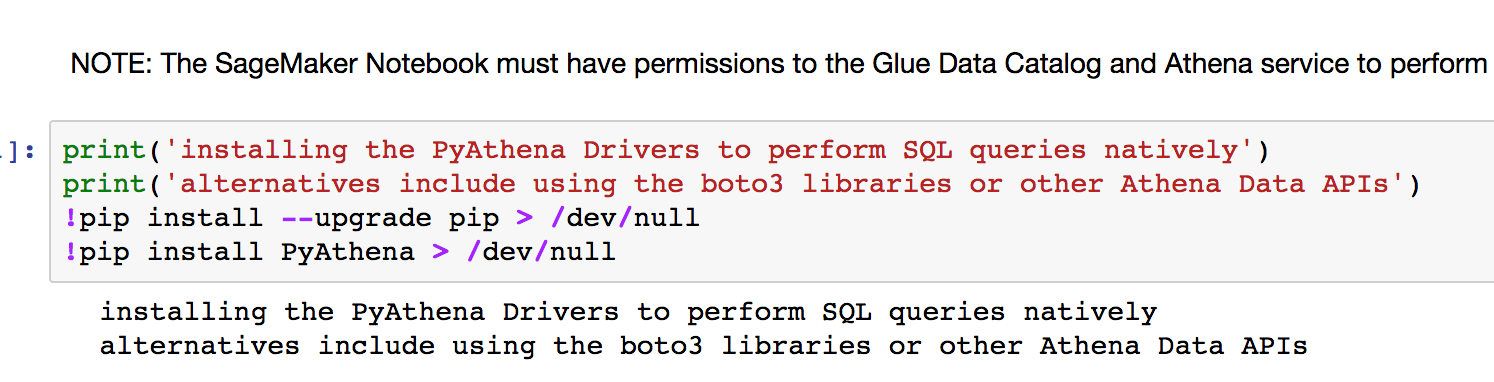 NOTE: The SageMaker Notebook must have permissions to the Glue Data Catalog and Athena service to perform
]:
print('installing the PyAthena Drivers to perform SQL queries natively')
print('alternatives include using the boto3 libraries or other Athena Data APIs')
!pip install --upgrade pip > /dev/null
!pip install PyAthena > /dev/null
installing the PyAthena Drivers to perform SQL queries natively
alternatives include using the boto3 libraries or other Athena Data APIs